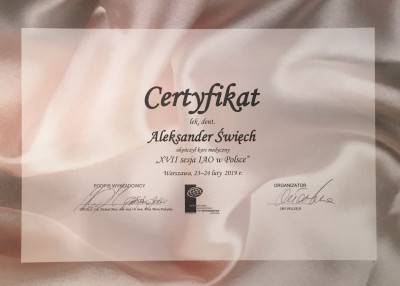 Certyfikat
lek. dent.
Aleksander Święch
ukończył kurs medyczny
„XVII sesja IAO w Polsce”
Warszawa, 23-24 luty 2019 r.
PODPIS WYKŁADOWCY
ORGANIZATOR